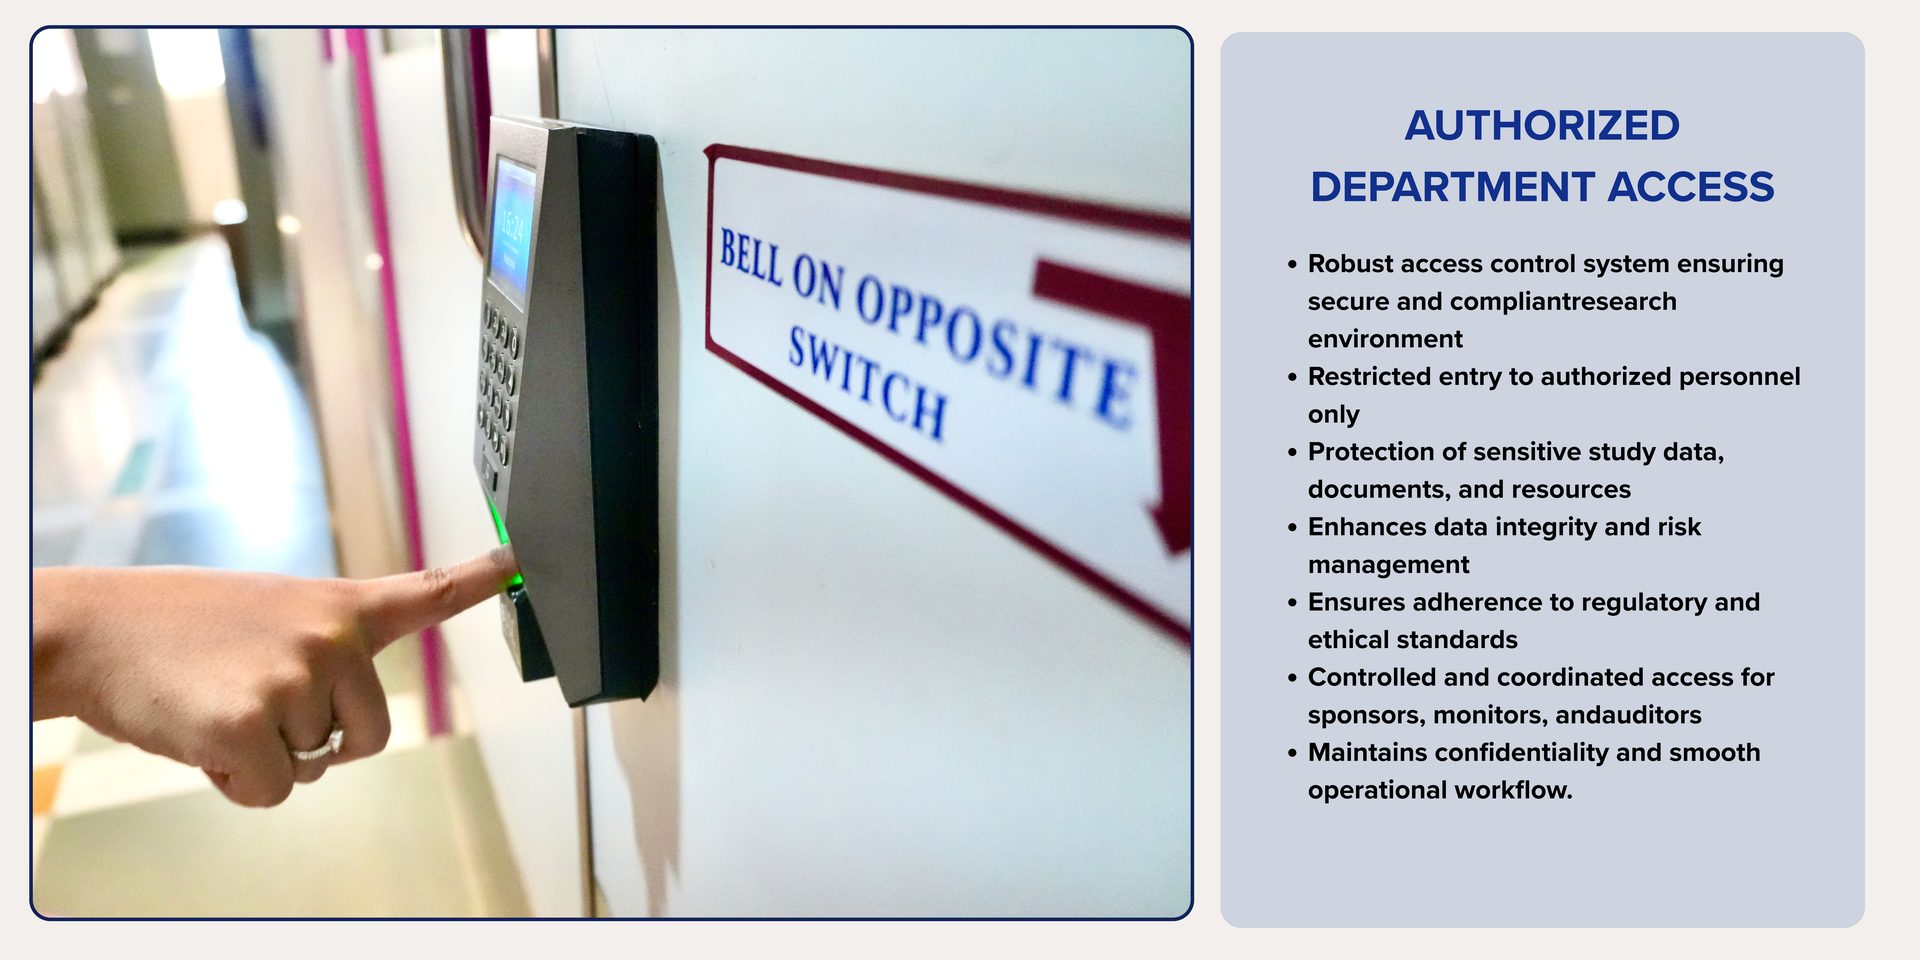 16:24
BELL ON OPPOSITE
SWITCH
AUTHORIZED
DEPARTMENT ACCESS
• Robust access control system ensuring
secure and compliantresearch
environment
• Restricted entry to authorized personnel
only
• Protection of sensitive study data,
documents, and resources
• Enhances data integrity and risk
management
• Ensures adherence to regulatory and
ethical standards
• Controlled and coordinated access for
sponsors, monitors, andauditors
• Maintains confidentiality and smooth
operational workflow.